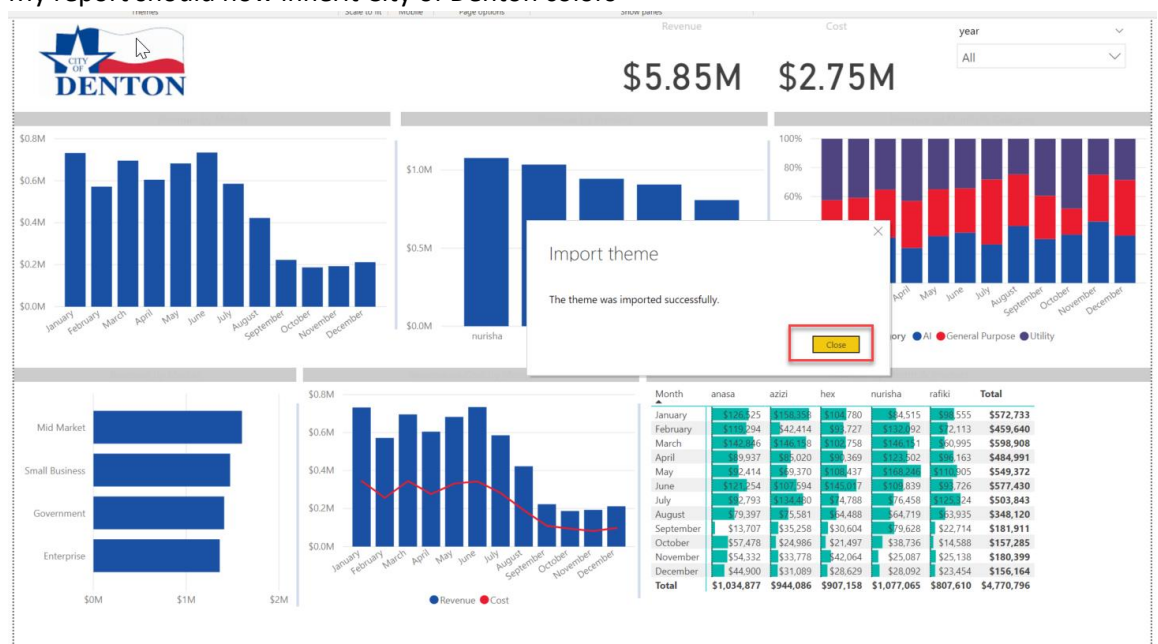 My report should now inherit City of Denton colors
Themes Scale to fit Mobile Page options Show panes
CITY
OF
DENTON
Revenue Cost
$5.85M $2.75M
year
All
$0.8M
$0.6M
$0.4M
$0.2M
$0.0M
January February March April May June July August September October November December
$1.0M
$0.5M
$0.0M
nurisha
100%
80%
60%
April May June July August September October November December
ory AI General Purpose Utility
Import theme
The theme was imported successfully.
Close
Mid Market
Small Business
Government
Enterprise
$0M $1M $2M
$0.8M
$0.6M
$0.4M
$0.2M
$0.0M
January February March April May June July August September October November December
Revenue Cost
Month anasa azizi hex nurisha rafiki Total
January $126,525 $158,358 $104,780 $84,515 $98,555 $572,733
February $119,294 $42,414 $93,727 $132,092 $72,113 $459,640
March $142,846 $146,158 $102,758 $146,151 $60,995 $598,908
April $89,937 $85,020 $90,369 $123,502 $96,163 $484,991
May $92,414 $69,370 $108,437 $168,246 $110,905 $549,372
June $121,254 $107,594 $145,017 $109,839 $93,726 $577,430
July $92,793 $134,480 $74,788 $76,458 $125,324 $503,843
August $79,397 $75,581 $64,488 $64,719 $63,935 $348,120
September $13,707 $35,258 $30,604 $79,628 $22,714 $181,911
October $57,478 $24,986 $21,497 $38,736 $14,588 $157,285
November $54,332 $33,778 $42,064 $25,087 $25,138 $180,399
December $44,900 $31,089 $28,629 $28,092 $23,454 $156,164
Total $1,034,877 $944,086 $907,158 $1,077,065 $807,610 $4,770,796